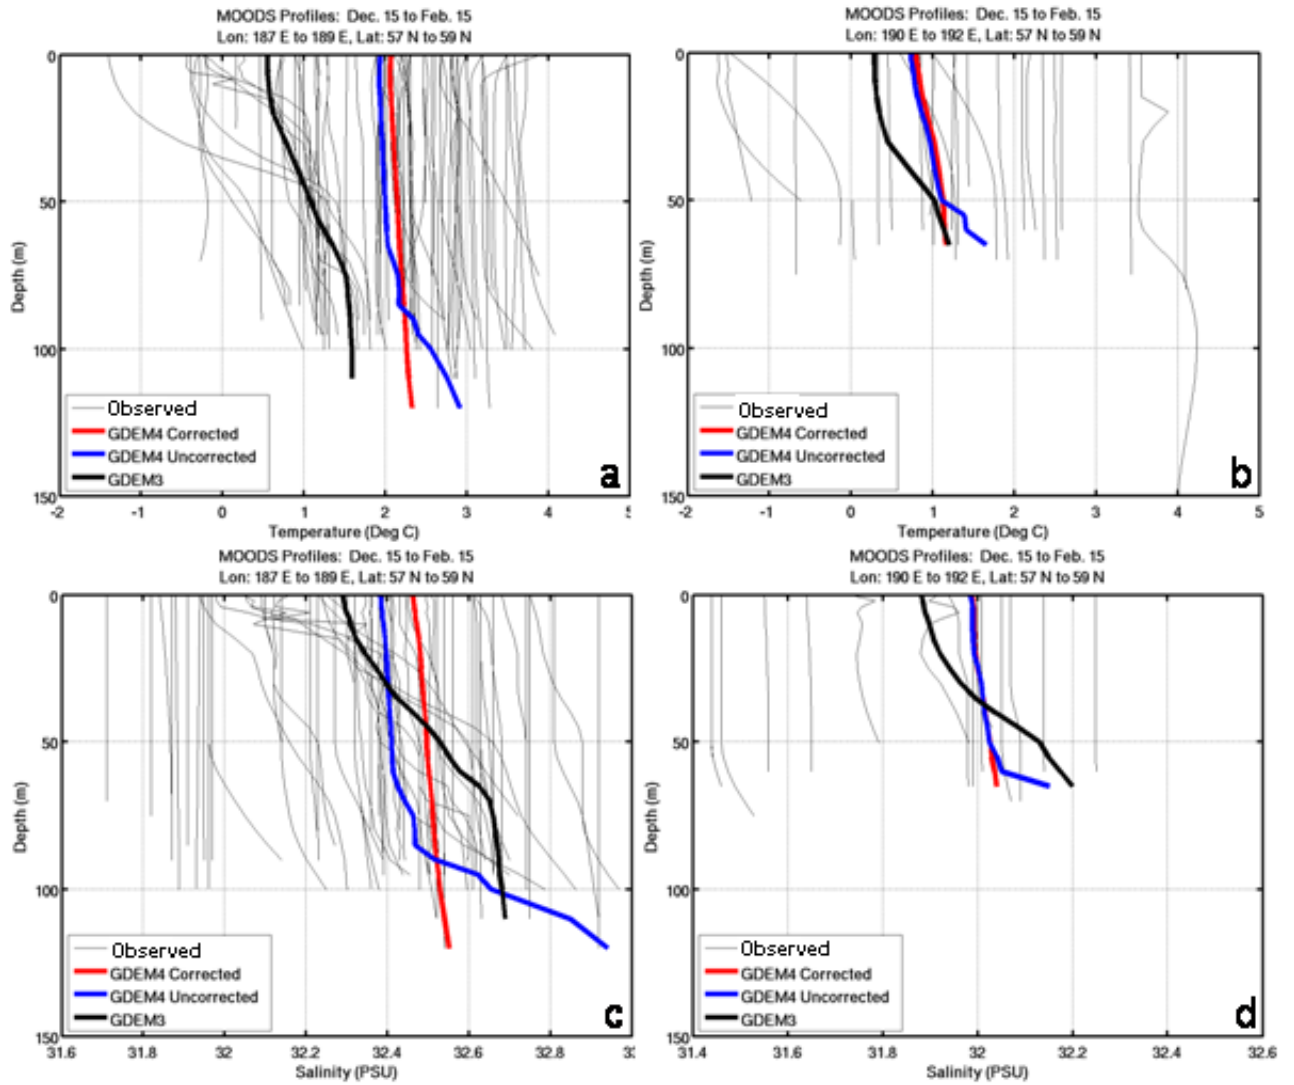 MOODS Profiles: Dec. 15 to Feb. 15
Lon: 187 E to 189 E, Lat: 57 N to 59 N
0
50
100
150
Depth (m)
-2 -1 0 1 2 3 4 5
Temperature (Deg C)
Observed
GDEM4 Corrected
GDEM4 Uncorrected
GDEM3
a
MOODS Profiles: Dec. 15 to Feb. 15
Lon: 190 E to 192 E, Lat: 57 N to 59 N
0
50
100
150
Depth (m)
-2 -1 0 1 2 3 4 5
Temperature (Deg C)
Observed
GDEM4 Corrected
GDEM4 Uncorrected
GDEM3
b
MOODS Profiles: Dec. 15 to Feb. 15
Lon: 187 E to 189 E, Lat: 57 N to 59 N
0
50
100
150
Depth (m)
31.6 31.8 32 32.2 32.4 32.6 32.8
Salinity (PSU)
Observed
GDEM4 Corrected
GDEM4 Uncorrected
GDEM3
c
MOODS Profiles: Dec. 15 to Feb. 15
Lon: 190 E to 192 E, Lat: 57 N to 59 N
0
50
100
150
Depth (m)
31.4 31.6 31.8 32 32.2 32.4 32.6
Salinity (PSU)
Observed
GDEM4 Corrected
GDEM4 Uncorrected
GDEM3
d